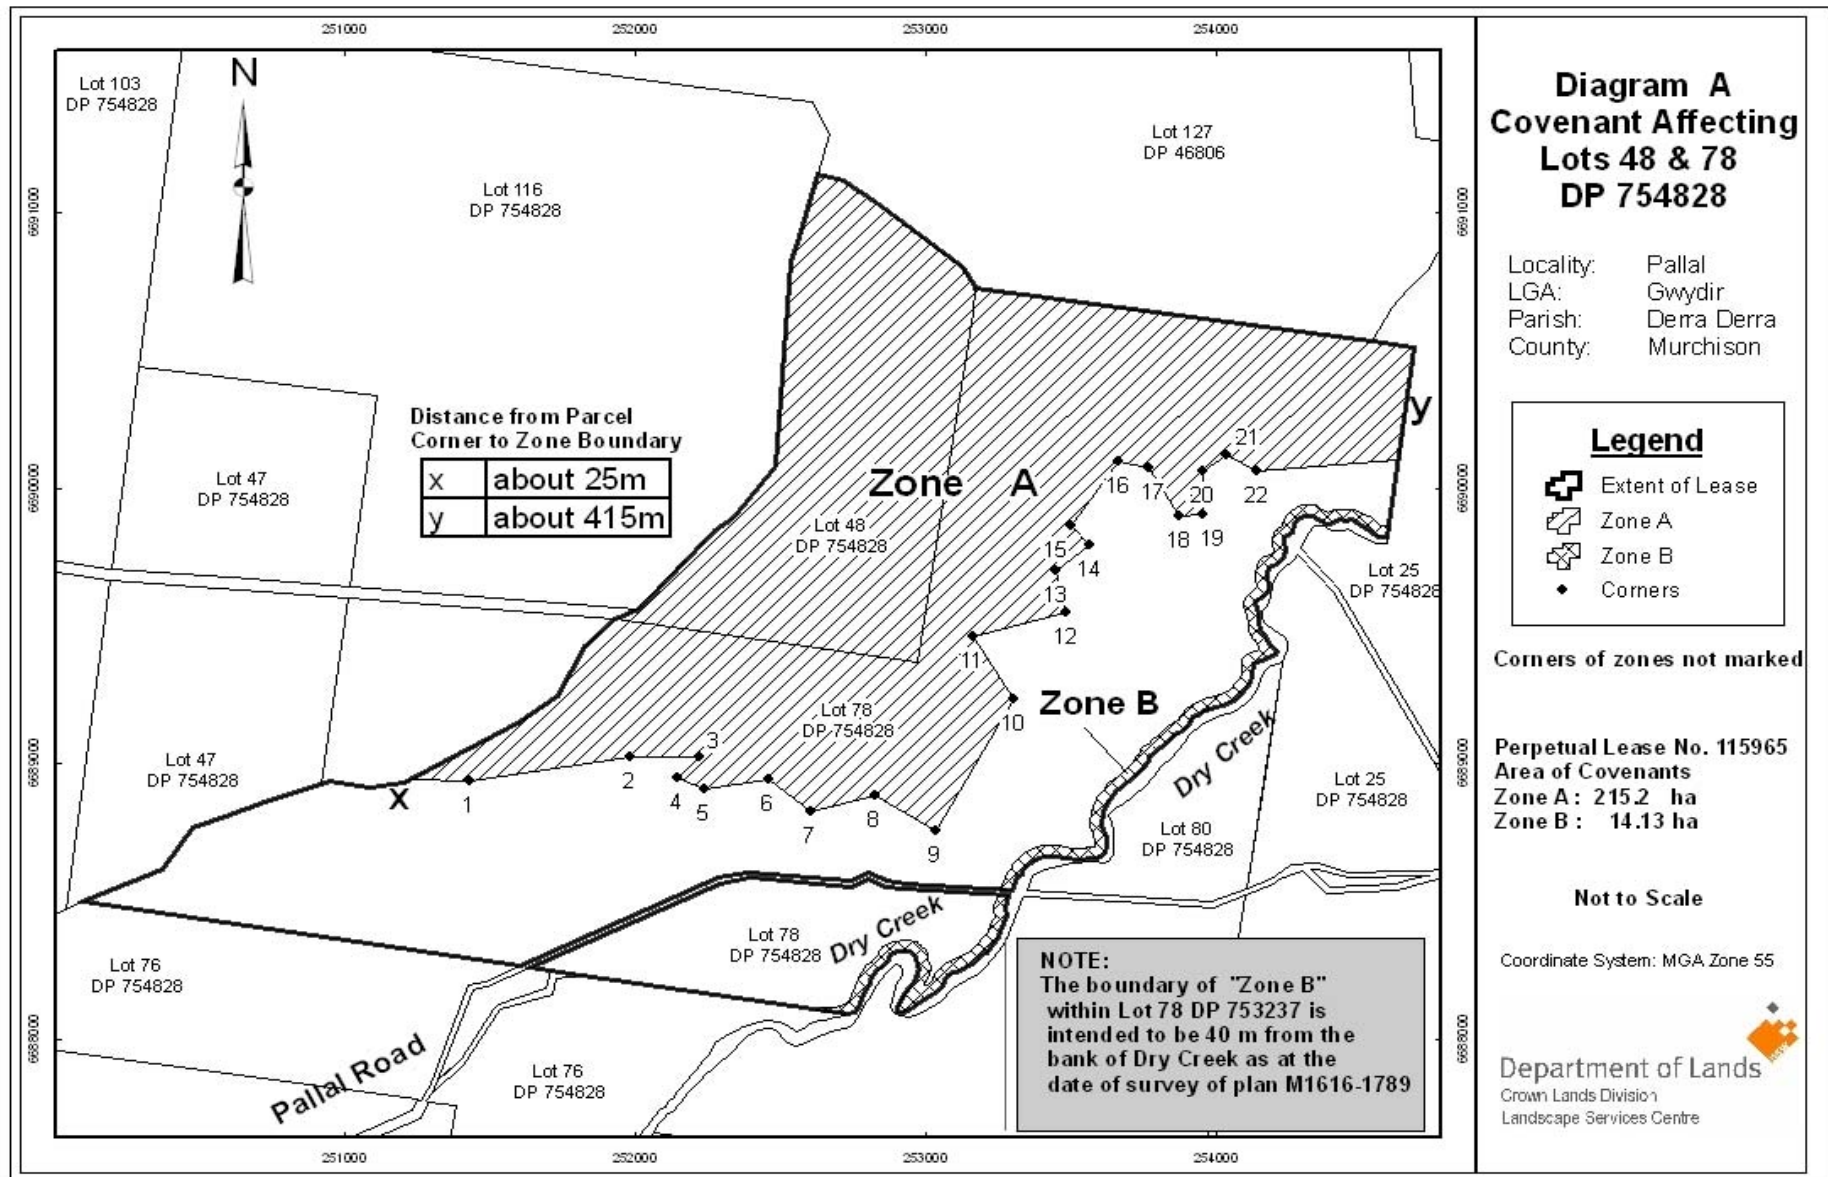 251000
252000
253000
254000
Lot 103
DP 754828
N
Lot 127
DP 46806
Lot 116
DP 754828
6691000
6691000
Distance from Parcel
Corner to Zone Boundary
x about 25m
y about 415m
y
Lot 47
DP 754828
Zone A
6690000
6690000
Lot 48
DP 754828
21
16
17
20
22
18
19
15
14
13
12
11
10
Lot 25
DP 754828
Zone B
Lot 78
DP 754828
Lot 47
DP 754828
3
2
x
1
4
5
6
7
8
9
6689000
6689000
Dry Creek
Lot 25
DP 754828
Lot 80
DP 754828
Dry Creek
Lot 78
DP 754828
Lot 76
DP 754828
Pallal Road
Lot 76
DP 754828
6688000
6688000
NOTE:
The boundary of "Zone B"
within Lot 78 DP 753237 is
intended to be 40 m from the
bank of Dry Creek as at the
date of survey of plan M1616-1789
251000
252000
253000
254000
Diagram A
Covenant Affecting
Lots 48 & 78
DP 754828
Locality: Pallal
LGA: Gwydir
Parish: Derra Derra
County: Murchison
Legend
Extent of Lease
Zone A
Zone B
Corners
Corners of zones not marked
Perpetual Lease No. 115965
Area of Covenants
Zone A : 215.2 ha
Zone B : 14.13 ha
Not to Scale
Coordinate System: MGA Zone 55
NSW
Department of Lands
Crown Lands Division
Landscape Services Centre